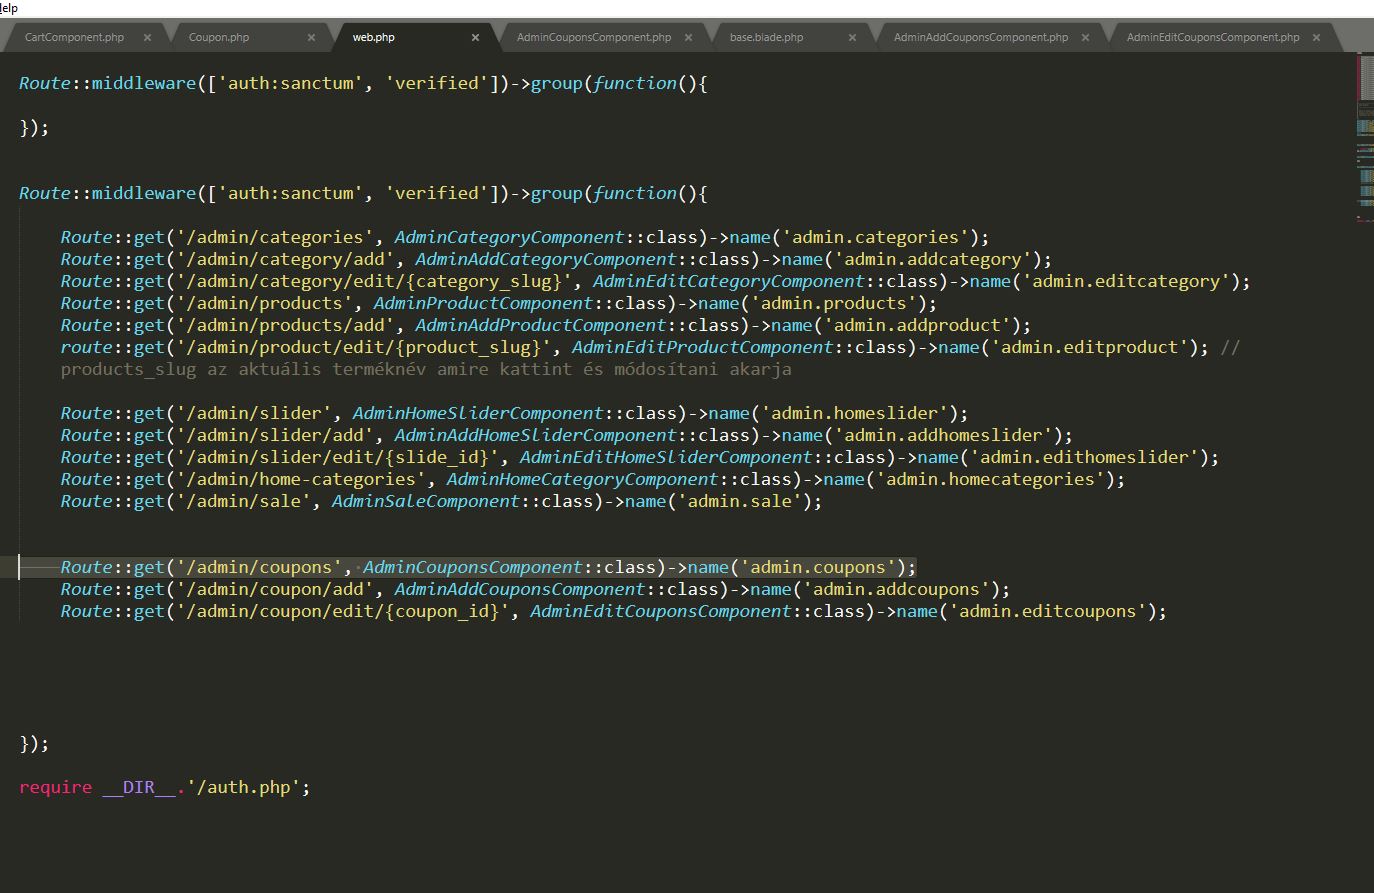 Help
CartComponent.php × Coupon.php × web.php × AdminCouponsComponent.php × base.blade.php × AdminAddCouponsComponent.php × AdminEditCouponsComponent.php ×
Route::middleware(['auth:sanctum', 'verified'])->group(function(){
});
Route::middleware(['auth:sanctum', 'verified'])->group(function(){
Route::get('/admin/categories', AdminCategoryComponent::class)->name('admin.categories');
Route::get('/admin/category/add', AdminAddCategoryComponent::class)->name('admin.addcategory');
Route::get('/admin/category/edit/{category_slug}', AdminEditCategoryComponent::class)->name('admin.editcategory');
Route::get('/admin/products', AdminProductComponent::class)->name('admin.products');
Route::get('/admin/products/add', AdminAddProductComponent::class)->name('admin.addproduct');
route::get('/admin/product/edit/{product_slug}', AdminEditProductComponent::class)->name('admin.editproduct'); //
products_slug az aktuális terméknév amire kattint és módosítani akarja
Route::get('/admin/slider', AdminHomeSliderComponent::class)->name('admin.homeslider');
Route::get('/admin/slider/add', AdminAddHomeSliderComponent::class)->name('admin.addhomeslider');
Route::get('/admin/slider/edit/{slide_id}', AdminEditHomeSliderComponent::class)->name('admin.edithomeslider');
Route::get('/admin/home-categories', AdminHomeCategoryComponent::class)->name('admin.homecategories');
Route::get('/admin/sale', AdminSaleComponent::class)->name('admin.sale');
Route::get('/admin/coupons', AdminCouponsComponent::class)->name('admin.coupons');
Route::get('/admin/coupon/add', AdminAddCouponsComponent::class)->name('admin.addcoupons');
Route::get('/admin/coupon/edit/{coupon_id}', AdminEditCouponsComponent::class)->name('admin.editcoupons');
});
require __DIR__.'/auth.php';